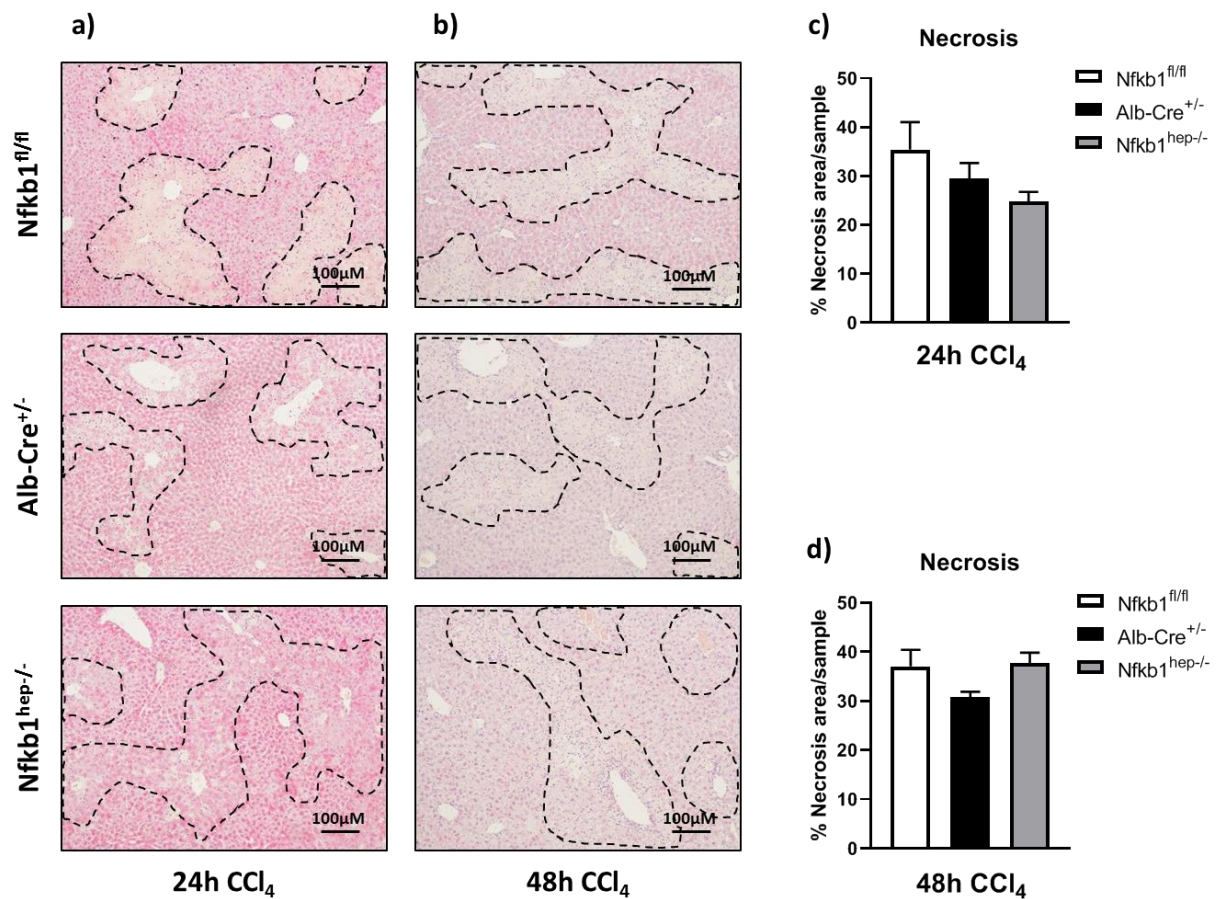 a)
b)
c)
Nfkb1fl/fl
100µM
100µM
Alb-Cre+/-
100µM
100µM
Nfkb1hep-/-
100µM
100µM
24h CCl4
48h CCl4
Necrosis
% Necrosis area/sample
50
40
30
20
10
0
24h CCl4
Nfkb1fl/fl
Alb-Cre+/-
Nfkb1hep-/-
d)
Necrosis
% Necrosis area/sample
50
40
30
20
10
0
48h CCl4
Nfkb1fl/fl
Alb-Cre+/-
Nfkb1hep-/-